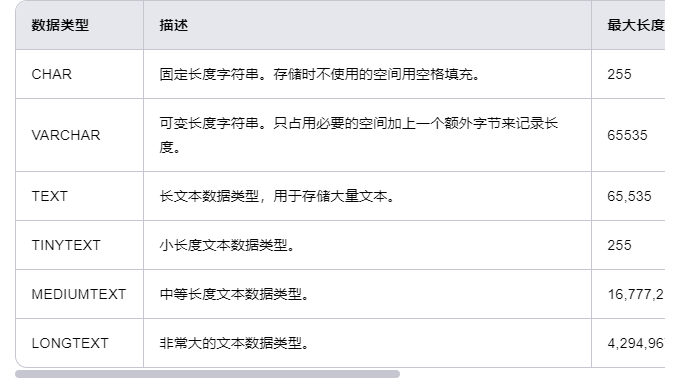 数据类型 描述 最大长度
CHAR 固定长度字符串。存储时不使用的空间用空格填充。 255
VARCHAR 可变长度字符串。只占用必要的空间加上一个额外字节来记录长
度。 65535
TEXT 长文本数据类型，用于存储大量文本。 65,535
TINYTEXT 小长度文本数据类型。 255
MEDIUMTEXT 中等长度文本数据类型。 16,777,2
LONGTEXT 非常大的文本数据类型。 4,294,96